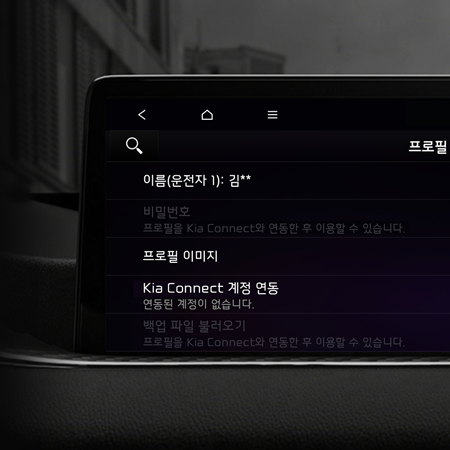 프로필
이름(운전자 1): 김**
비밀번호
프로필을 Kia Connect와 연동한 후 이용할 수 있습니다.
프로필 이미지
Kia Connect 계정 연동
연동된 계정이 없습니다.
백업 파일 불러오기
프로필을 Kia Connect와 연동한 후 이용할 수 있습니다.